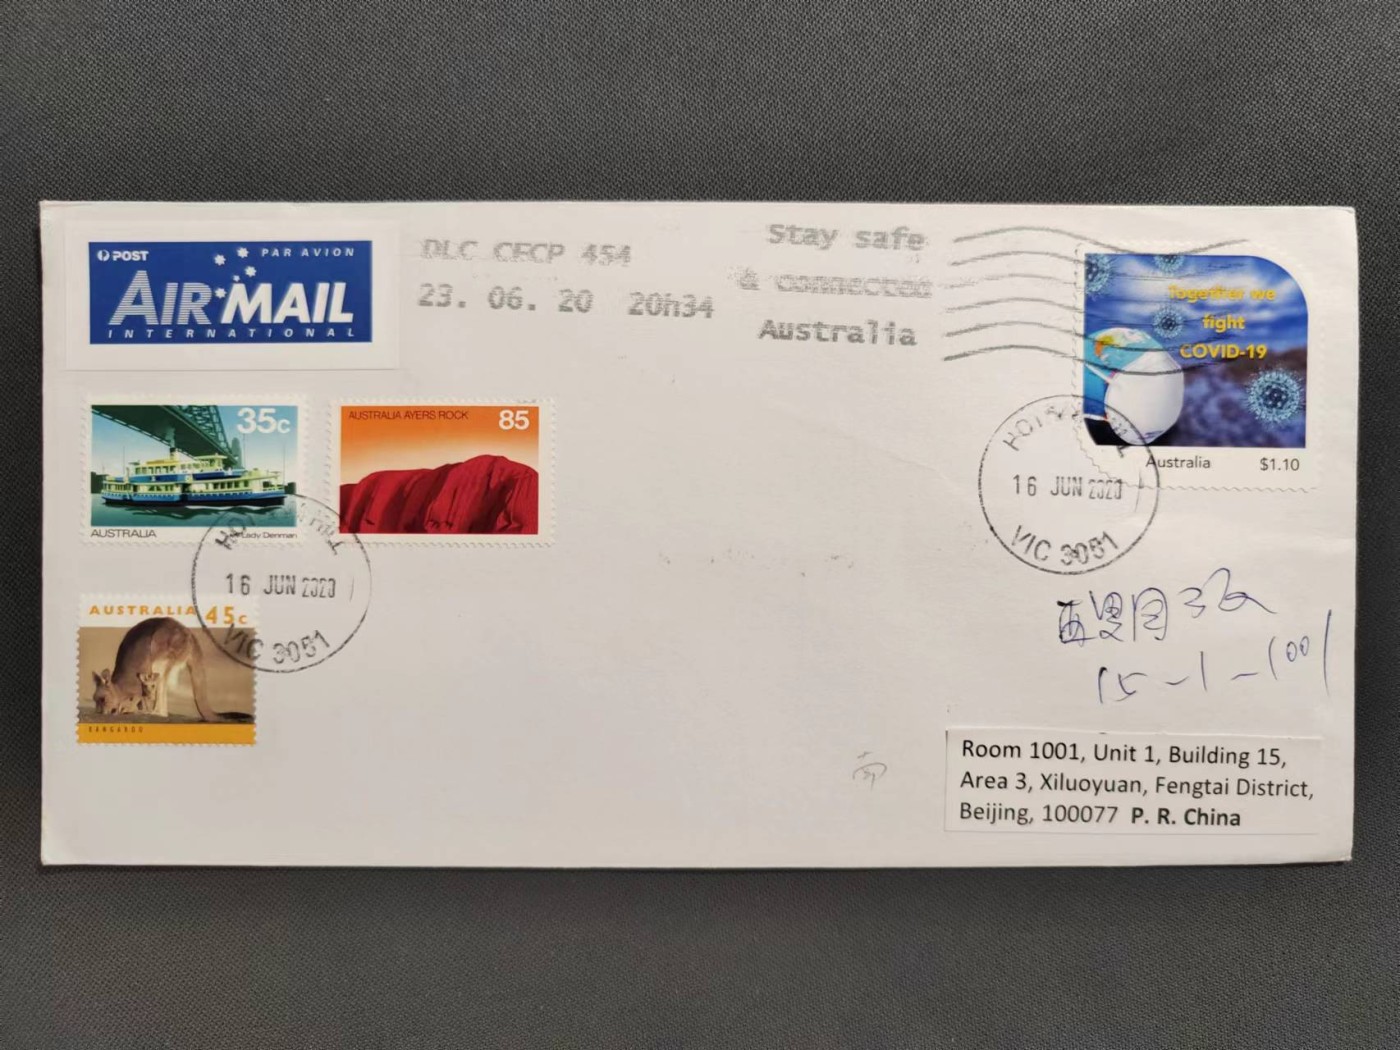 POST
PAR AVION
AIR MAIL
INTERNATIONAL
DLC CFCP 454
23. 06. 20 20h34
Stay safe
& connected
Australia
Together we
fight
COVID-19
Australia $1.10
35c
AUSTRALIA
Lady Denman
AUSTRALIA AYERS ROCK 85
16 JUN 2020
VIC 3051
16 JUN 2020
VIC 3051
AUSTRALIA 45c
KANGAROO
15-1-1001
Room 1001, Unit 1, Building 15,
Area 3, Xiluoyuan, Fengtai District,
Beijing, 100077 P. R. China